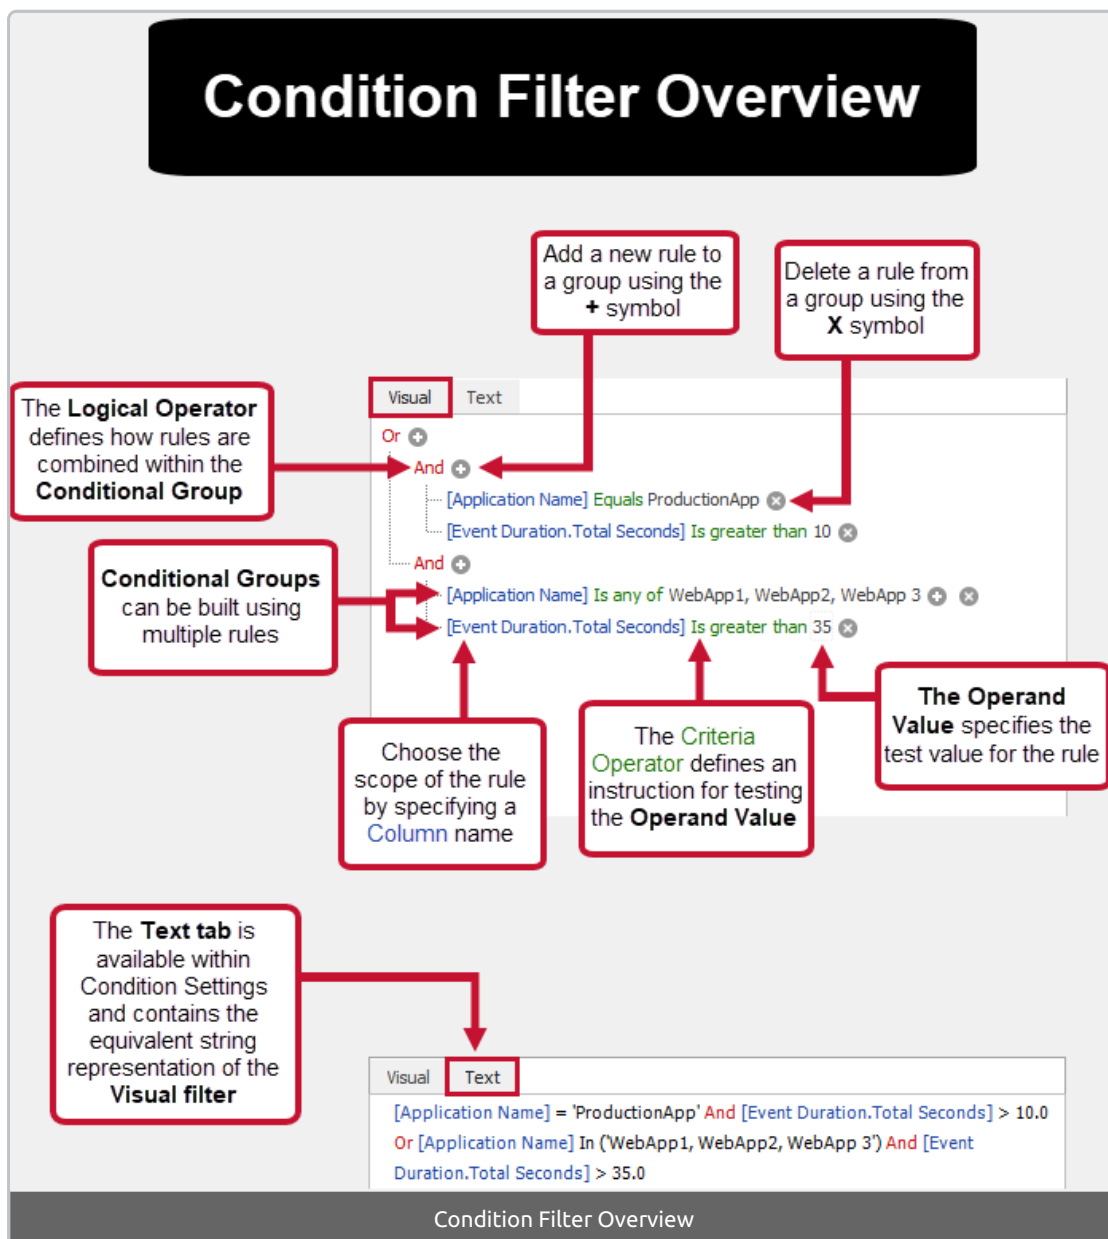 Condition Filter Overview
Add a new rule to
a group using the
+ symbol
Delete a rule from
a group using the
X symbol
The Logical Operator
defines how rules are
combined within the
Conditional Group
Visual Text
Or
And
[Application Name] Equals ProductionApp
[Event Duration.Total Seconds] Is greater than 10
And
[Application Name] Is any of WebApp1, WebApp2, WebApp 3
[Event Duration.Total Seconds] Is greater than 35
Conditional Groups
can be built using
multiple rules
Choose the
scope of the rule
by specifying a
Column name
The Criteria
Operator defines an
instruction for testing
the Operand Value
The Operand
Value specifies the
test value for the rule
The Text tab is
available within
Condition Settings
and contains the
equivalent string
representation of the
Visual filter
Visual Text
[Application Name] = 'ProductionApp' And [Event Duration.Total Seconds] > 10.0
Or [Application Name] In ('WebApp1, WebApp2, WebApp 3') And [Event
Duration.Total Seconds] > 35.0
Condition Filter Overview